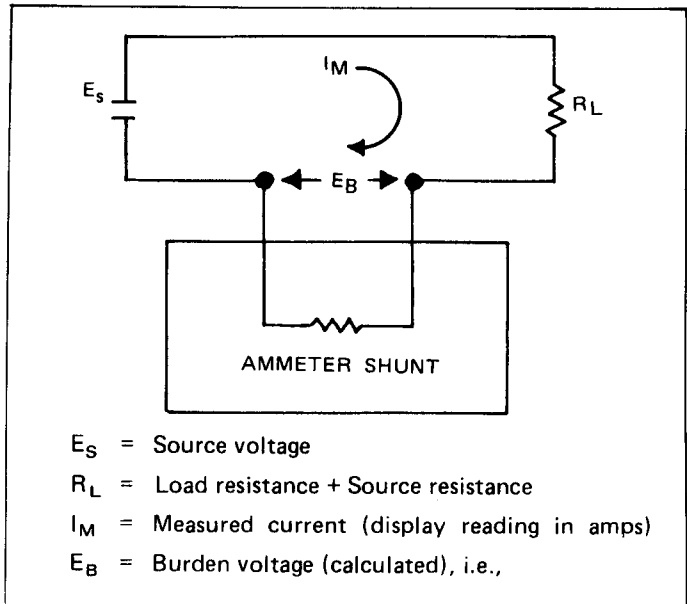 I_M
E_s
R_L
E_B
AMMETER SHUNT
E_S = Source voltage
R_L = Load resistance + Source resistance
I_M = Measured current (display reading in amps)
E_B = Burden voltage (calculated), i.e.,